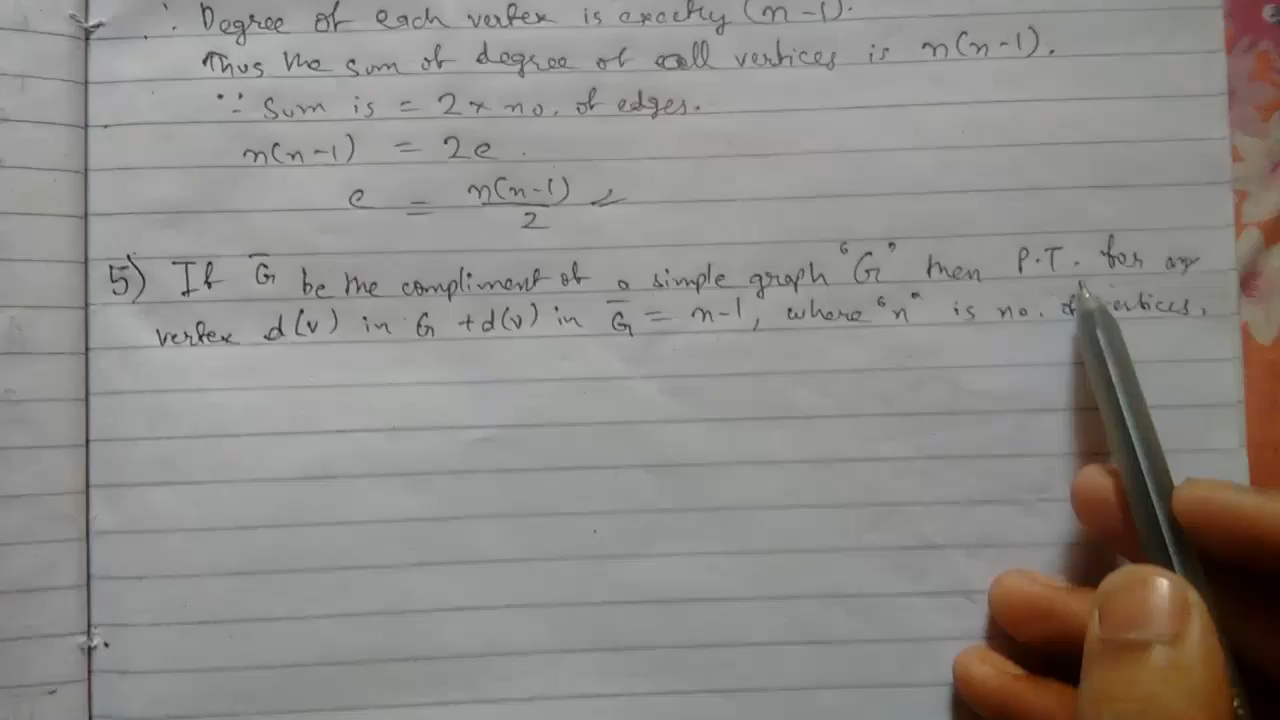 ∴ Degree of each vertex is exactly (n-1).
Thus the sum of degree of all vertices is n(n-1).
∵ Sum is = 2 × no. of edges.
n(n-1) = 2e.
e = n(n-1)/2
5) If G̅ be the compliment of a simple graph "G" then P.T. for any
vertex d(v) in G + d(v) in G̅ = n-1, where "n" is no. of vertices.